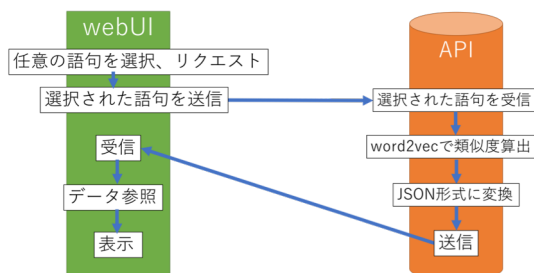 webUI
任意の語句を選択、リクエスト
選択された語句を送信
受信
データ参照
表示
API
選択された語句を受信
word2vecで類似度算出
JSON形式に変換
送信